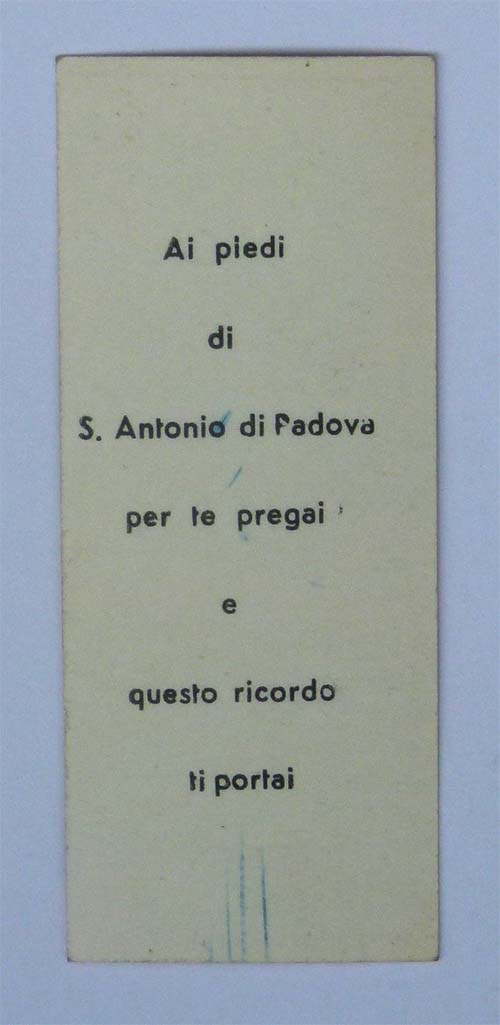 Ai piedi
di
S. Antonio di Padova
per te pregai
e
questo ricordo
ti portai